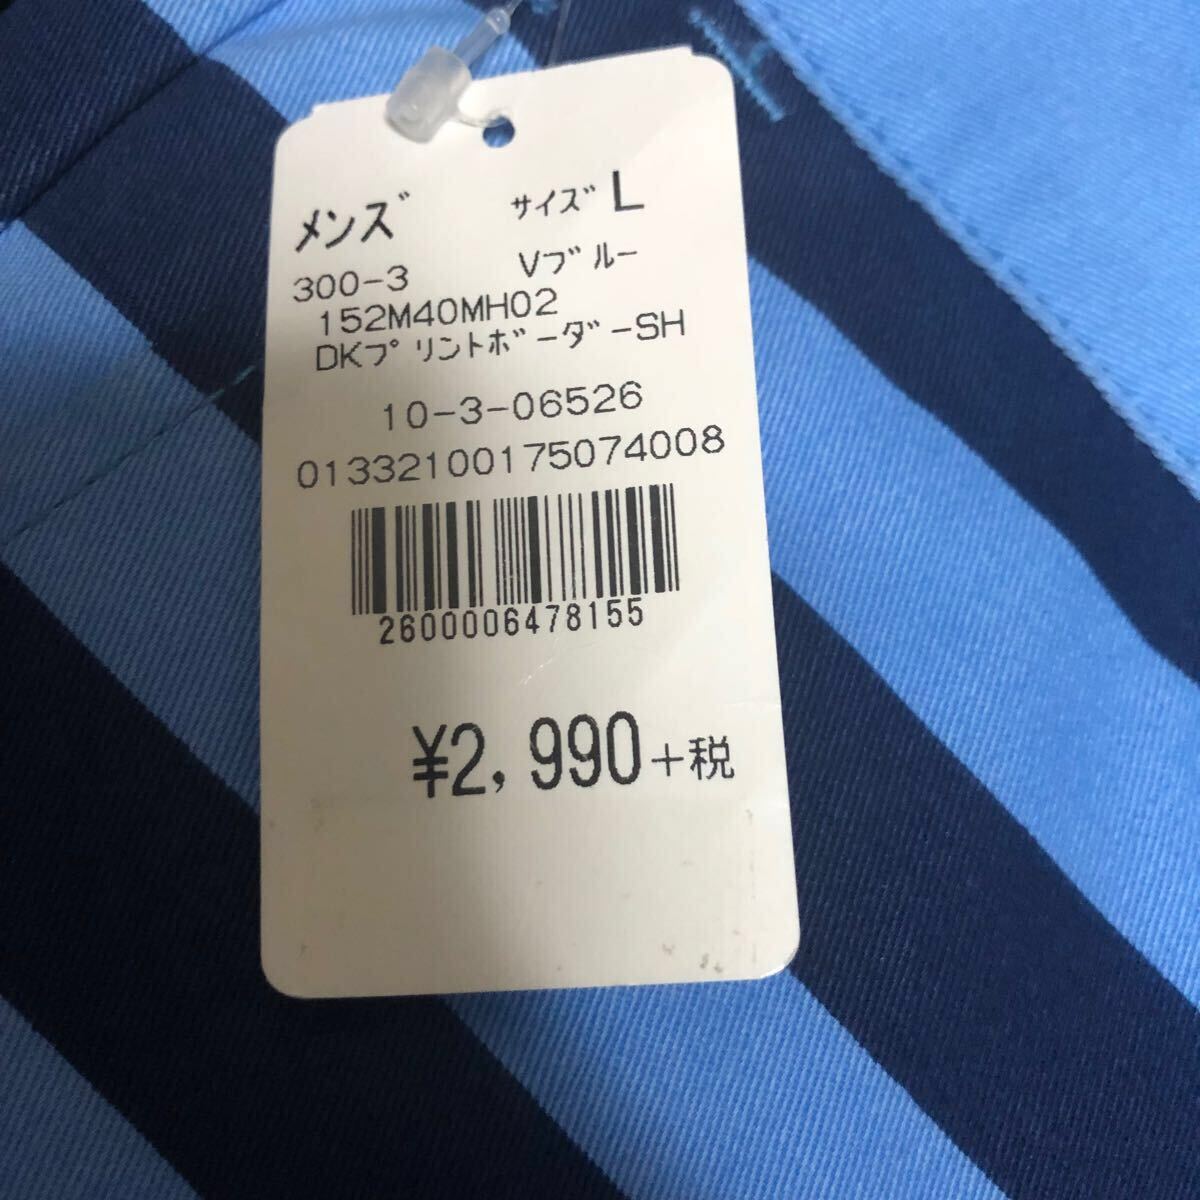 メンズ サイズ L
300-3 Vブルー
152M40MH02
DKプリントボーダーSH
10-3-06526
01332100175074008
2600006478155
¥2,990+税